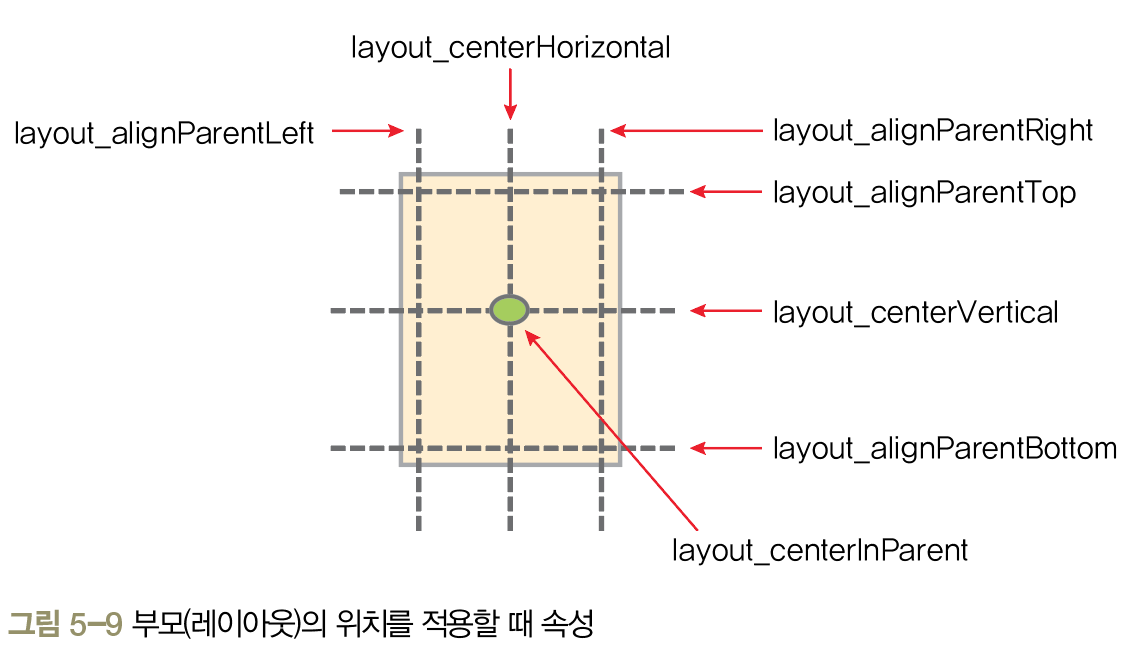 layout_centerHorizontal
layout_alignParentLeft
layout_alignParentRight
layout_alignParentTop
layout_centerVertical
layout_alignParentBottom
layout_centerInParent
그림 5-9 부모(레이아웃)의 위치를 적용할 때 속성